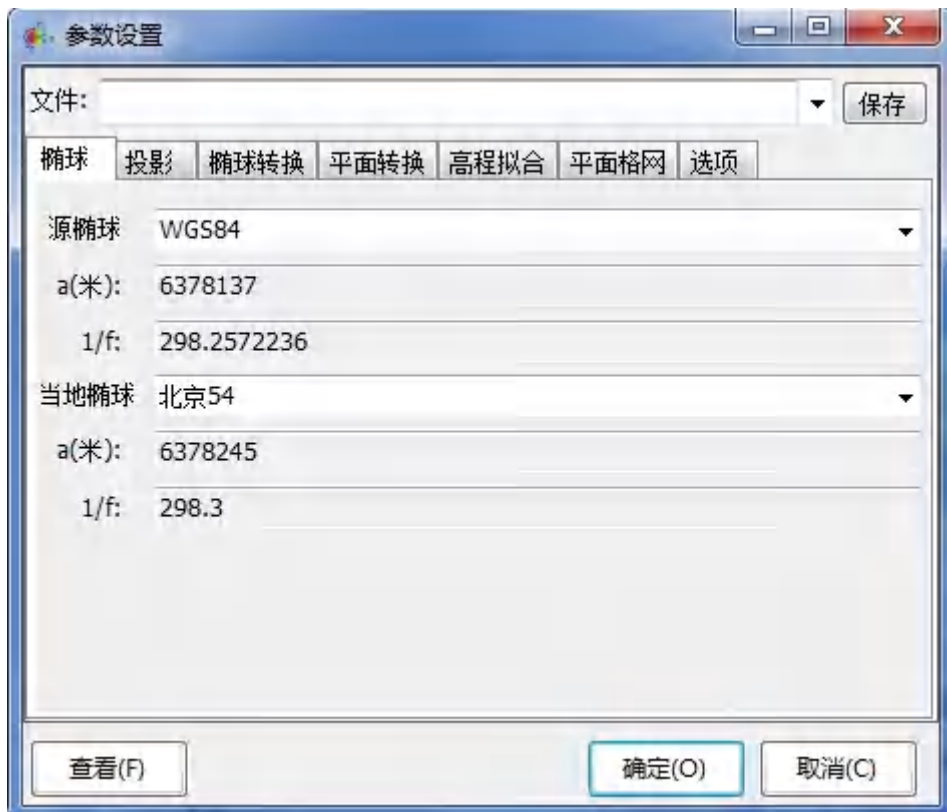 参数设置
文件: 保存
椭球 投影 椭球转换 平面转换 高程拟合 平面格网 选项
源椭球 WGS84
a(米): 6378137
1/f: 298.2572236
当地椭球 北京54
a(米): 6378245
1/f: 298.3
查看(F) 确定(O) 取消(C)